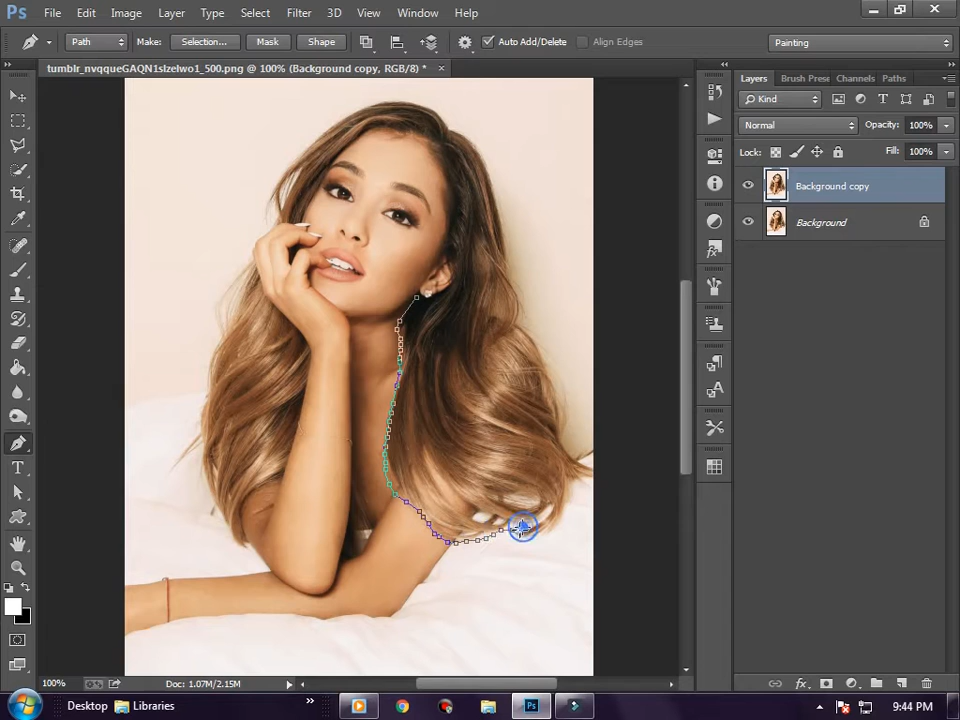 Ps File Edit Image Layer Type Select Filter 3D View Window Help
Path Make: Selection... Mask Shape Auto Add/Delete Align Edges Painting
tumblr_nvqqueGAQN1slzelwo1_500.png @ 100% (Background copy, RGB/8) * ×
Layers Brush Prese Channels Paths
Kind
Normal Opacity: 100%
Lock: Fill: 100%
Background copy
Background
100% Doc: 1.07M/2.15M
Desktop Libraries Ps 9:44 PM